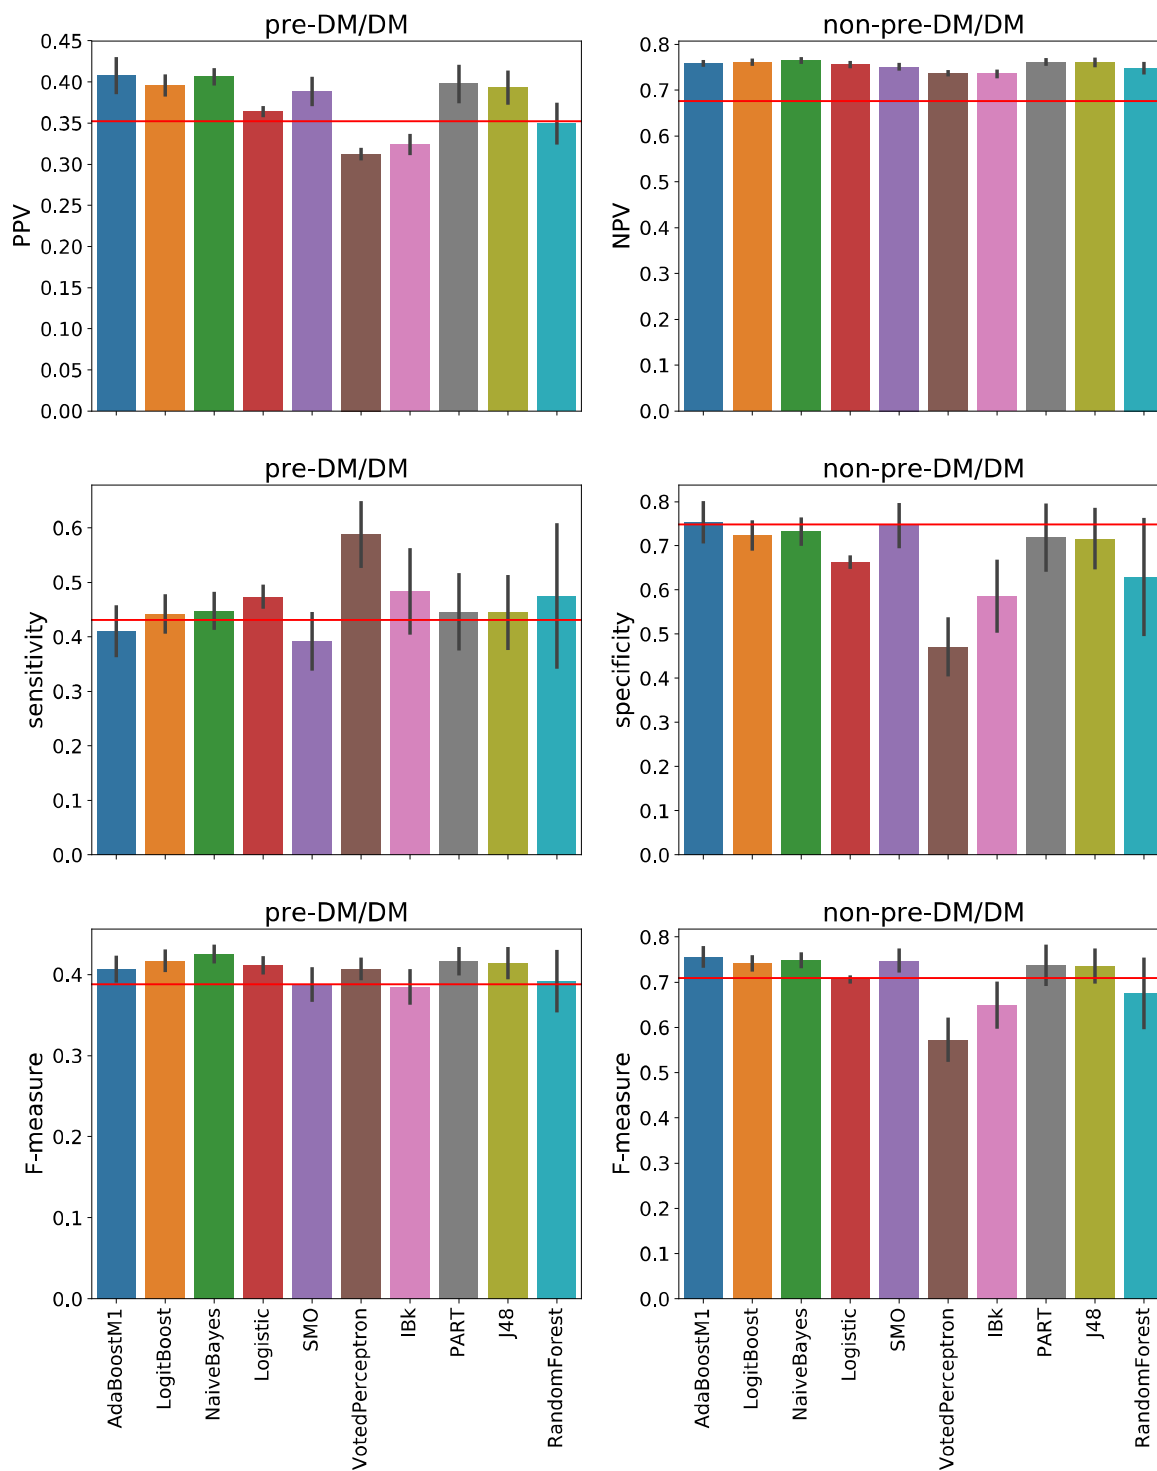 pre-DM/DM
PPV
0.45
0.40
0.35
0.30
0.25
0.20
0.15
0.10
0.05
0.00
non-pre-DM/DM
NPV
0.8
0.7
0.6
0.5
0.4
0.3
0.2
0.1
0.0
pre-DM/DM
sensitivity
0.6
0.5
0.4
0.3
0.2
0.1
0.0
non-pre-DM/DM
specificity
0.8
0.7
0.6
0.5
0.4
0.3
0.2
0.1
0.0
pre-DM/DM
F-measure
0.4
0.3
0.2
0.1
0.0
AdaBoostM1
LogitBoost
NaiveBayes
Logistic
SMO
VotedPerceptron
IBk
PART
J48
RandomForest
non-pre-DM/DM
F-measure
0.8
0.7
0.6
0.5
0.4
0.3
0.2
0.1
0.0
AdaBoostM1
LogitBoost
NaiveBayes
Logistic
SMO
VotedPerceptron
IBk
PART
J48
RandomForest